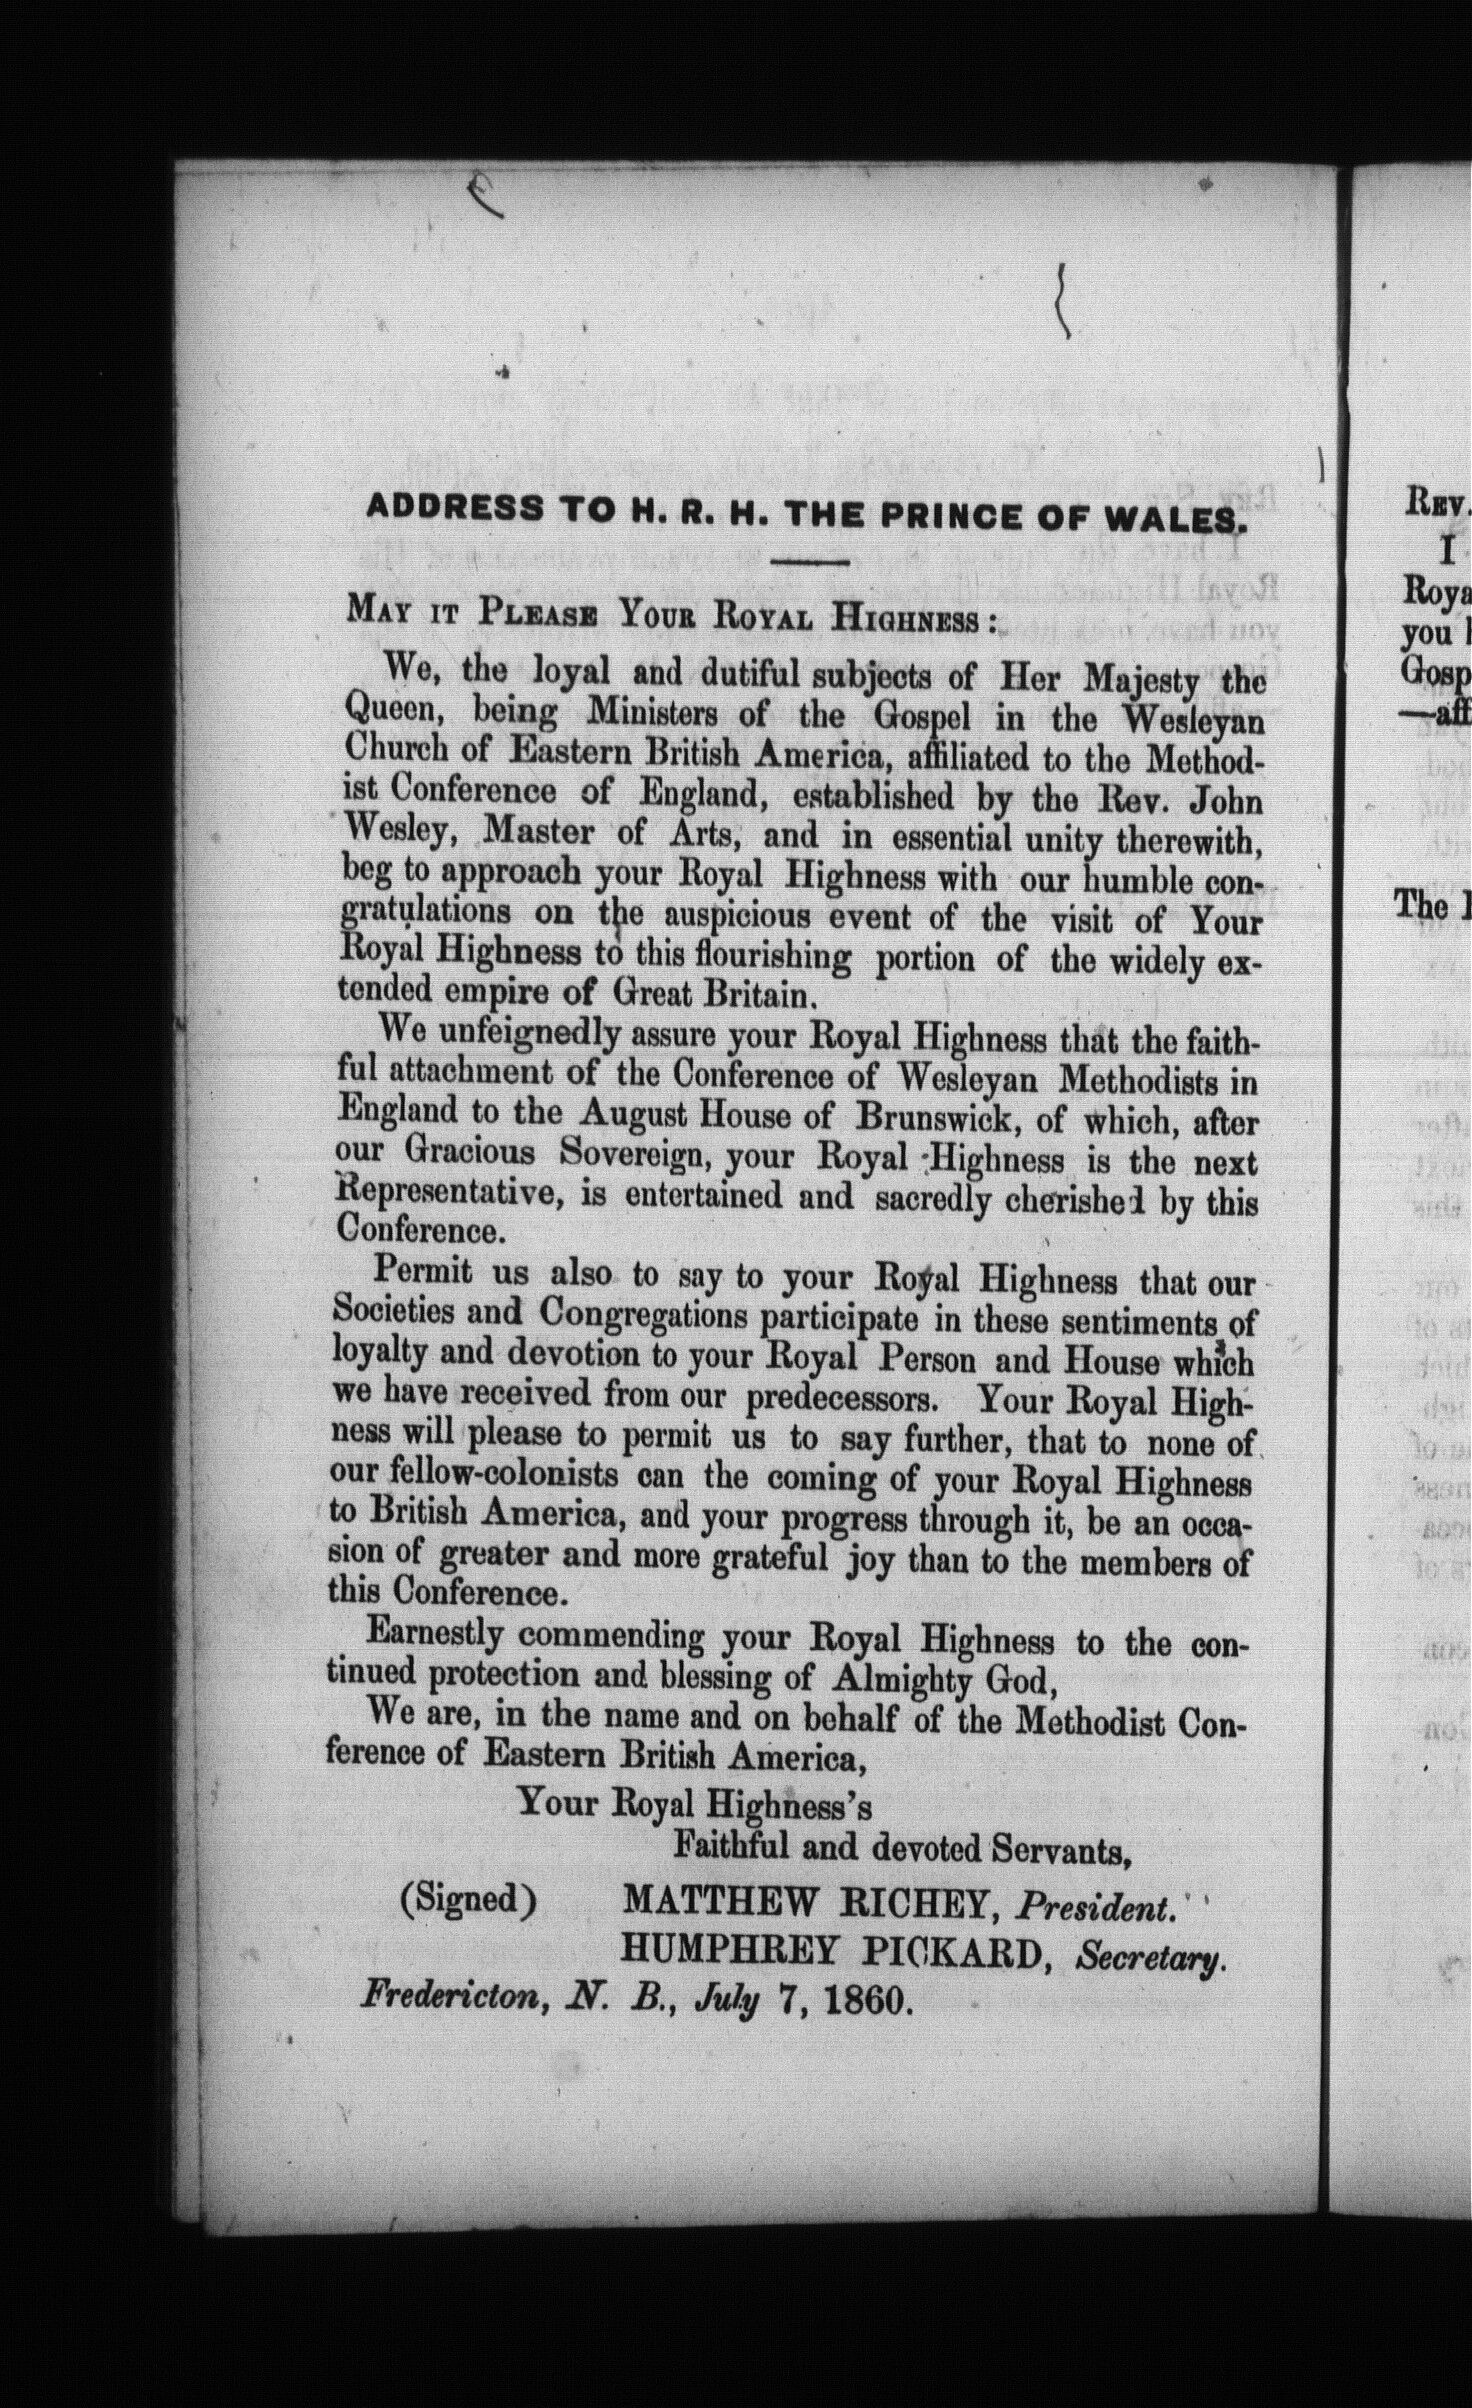 ADDRESS TO H. R. H. THE PRINCE OF WALES.
MAY IT PLEASE YOUR ROYAL HIGHNESS:
We, the loyal and dutiful subjects of Her Majesty the
Queen, being Ministers of the Gospel in the Wesleyan
Church of Eastern British America, affiliated to the Method-
ist Conference of England, established by the Rev. John
Wesley, Master of Arts, and in essential unity therewith,
beg to approach your Royal Highness with our humble con-
gratulations on the auspicious event of the visit of Your
Royal Highness to this flourishing portion of the widely ex-
tended empire of Great Britain.
We unfeignedly assure your Royal Highness that the faith-
ful attachment of the Conference of Wesleyan Methodists in
England to the August House of Brunswick, of which, after
our Gracious Sovereign, your Royal Highness is the next
Representative, is entertained and sacredly cherished by this
Conference.
Permit us also to say to your Royal Highness that our
Societies and Congregations participate in these sentiments of
loyalty and devotion to your Royal Person and House which
we have received from our predecessors. Your Royal High-
ness will please to permit us to say further, that to none of
our fellow-colonists can the coming of your Royal Highness
to British America, and your progress through it, be an occa-
sion of greater and more grateful joy than to the members of
this Conference.
Earnestly commending your Royal Highness to the con-
tinued protection and blessing of Almighty God,
We are, in the name and on behalf of the Methodist Con-
ference of Eastern British America,
Your Royal Highness's
Faithful and devoted Servants,
(Signed) MATTHEW RICHEY, President.
HUMPHREY PICKARD, Secretary.
Fredericton, N. B., July 7, 1860.
REV.
I
Roya
you
Gosp
—aff
The